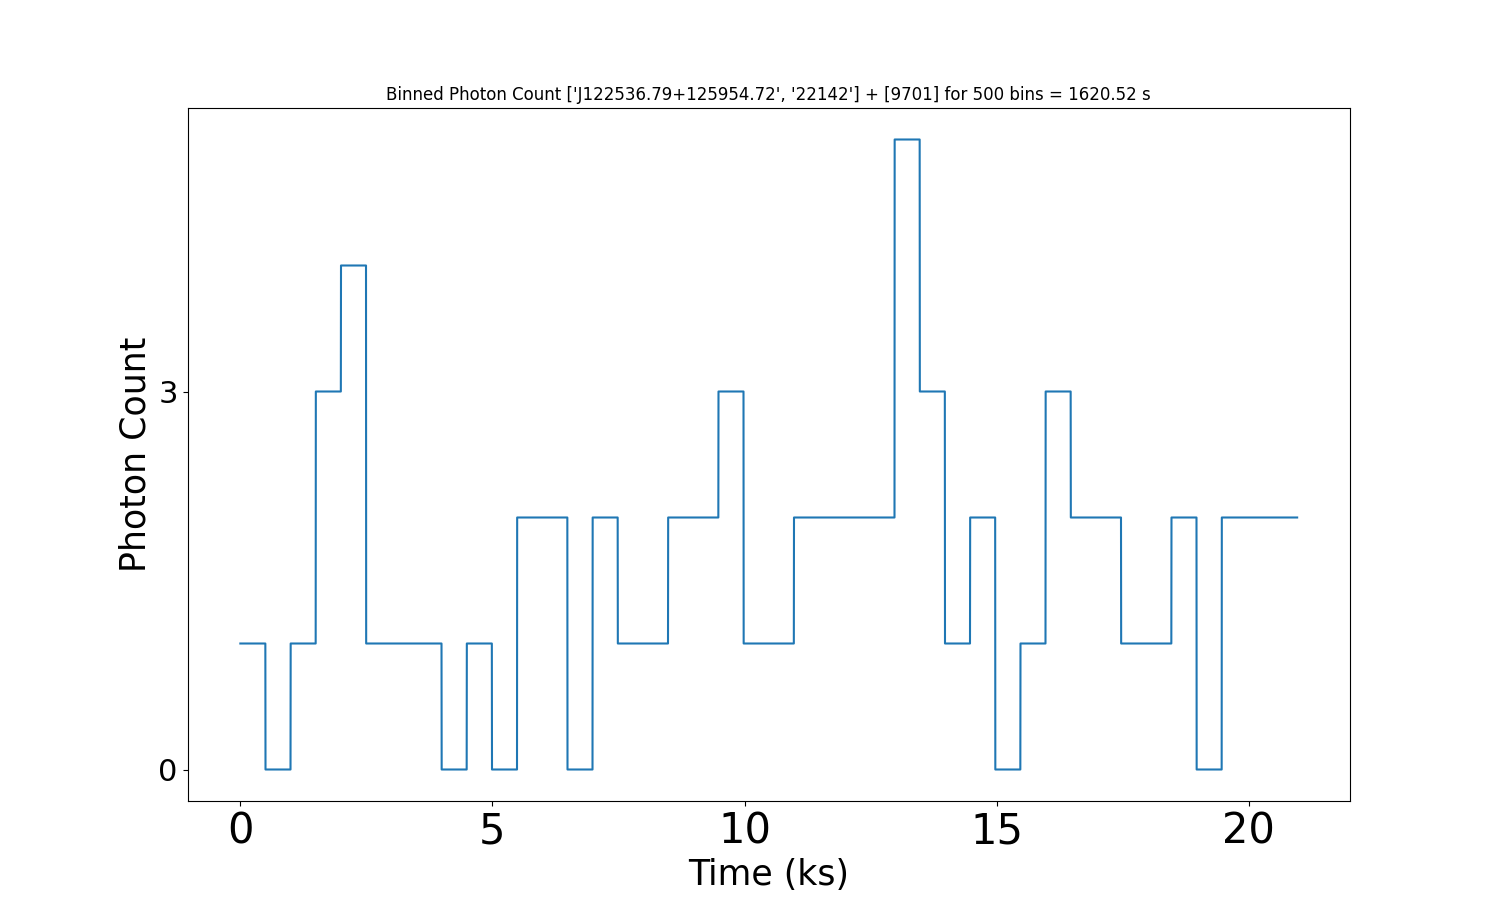 Binned Photon Count ['J122536.79+125954.72', '22142'] + [9701] for 500 bins = 1620.52 s
Photon Count
3
0
0 5 10 15 20
Time (ks)